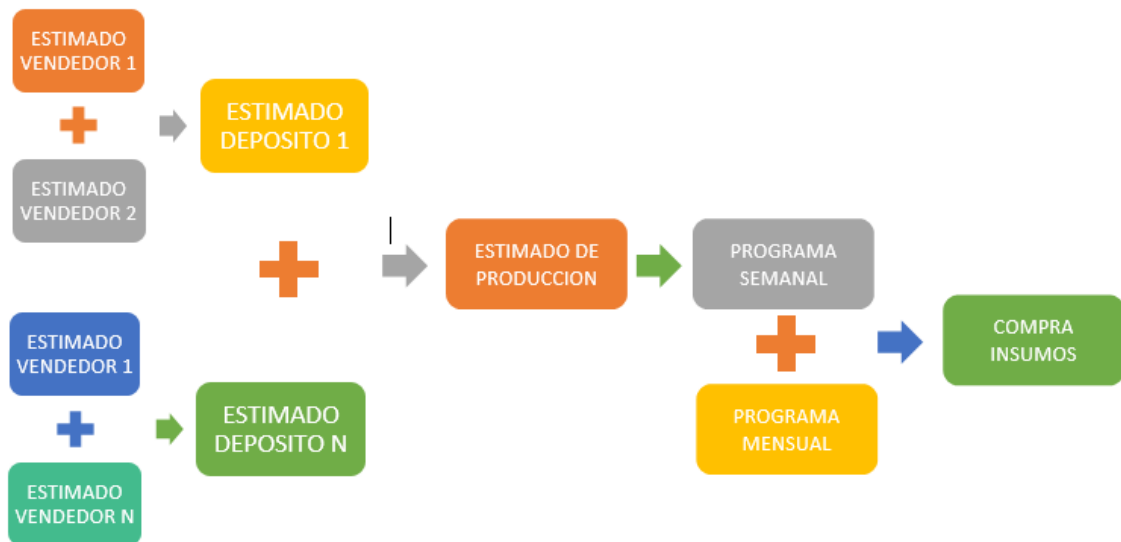 ESTIMADO
VENDEDOR 1
ESTIMADO
VENDEDOR 2
ESTIMADO
DEPOSITO 1
ESTIMADO
VENDEDOR 1
ESTIMADO
VENDEDOR N
ESTIMADO
DEPOSITO N
ESTIMADO DE
PRODUCCION
PROGRAMA
SEMANAL
PROGRAMA
MENSUAL
COMPRA
INSUMOS